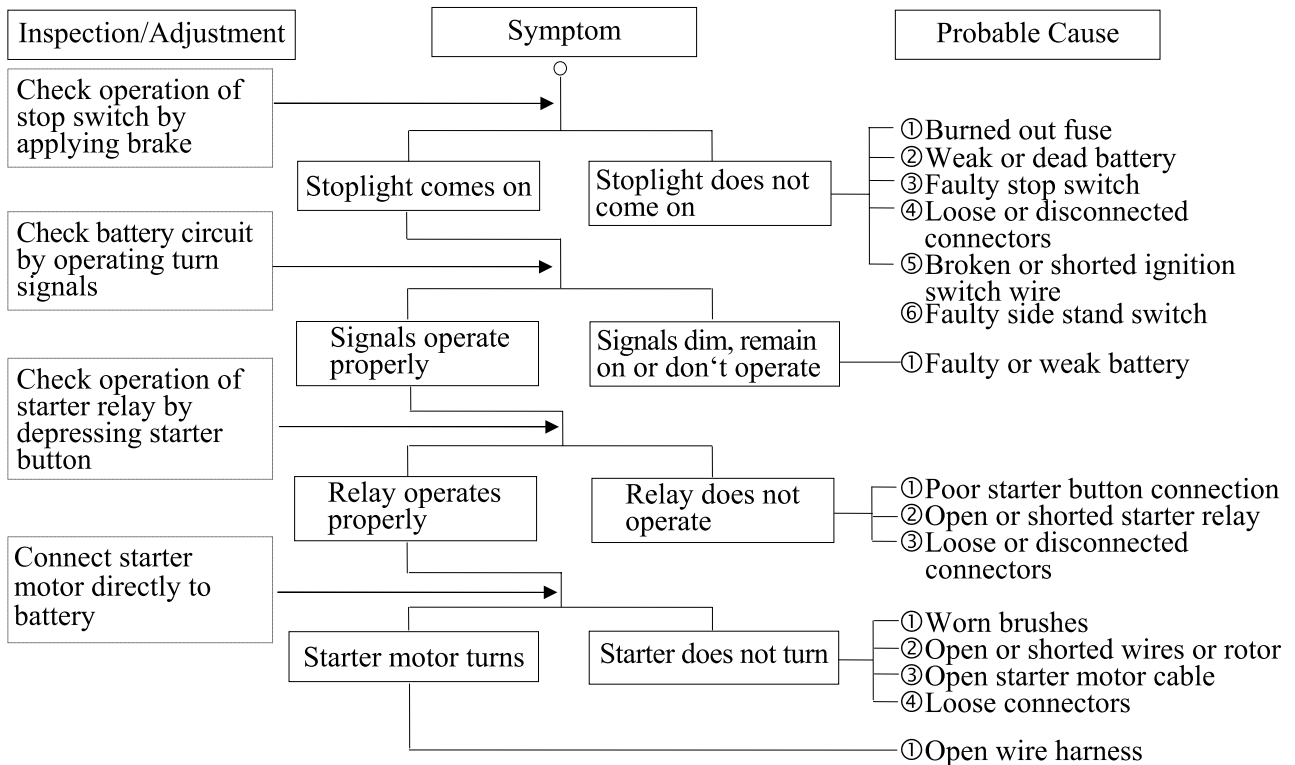 Inspection/Adjustment
Symptom
Probable Cause
Check operation of
stop switch by
applying brake
Stoplight comes on
Stoplight does not
come on
①Burned out fuse
②Weak or dead battery
③Faulty stop switch
④Loose or disconnected
connectors
⑤Broken or shorted ignition
switch wire
⑥Faulty side stand switch
Check battery circuit
by operating turn
signals
Signals operate
properly
Signals dim, remain
on or don‘t operate
①Faulty or weak battery
Check operation of
starter relay by
depressing starter
button
Relay operates
properly
Relay does not
operate
①Poor starter button connection
②Open or shorted starter relay
③Loose or disconnected
connectors
Connect starter
motor directly to
battery
Starter motor turns
Starter does not turn
①Worn brushes
②Open or shorted wires or rotor
③Open starter motor cable
④Loose connectors
①Open wire harness